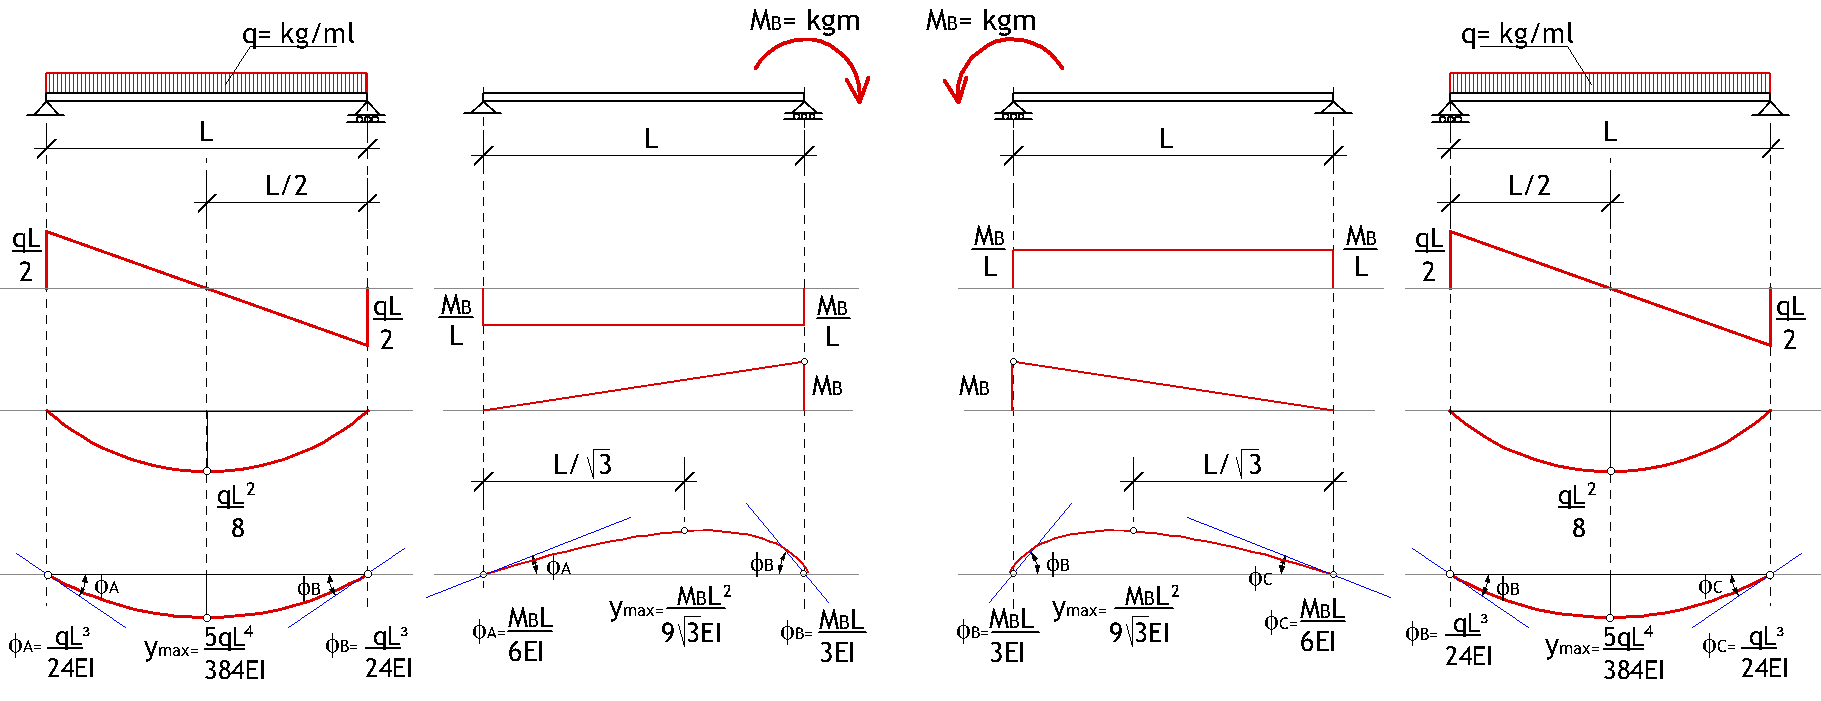 q= kg/ml
MB= kgm
MB= kgm
q= kg/ml
L
L
L
L
L/2
L/2
qL/2
qL/2
MB/L
MB/L
MB/L
MB/L
qL/2
qL/2
MB
MB
qL²/8
L/√3
L/√3
qL²/8
ϕA
ϕB
ϕA
ϕB
ϕB
ϕC
ϕB
ϕC
ϕA= qL³/24EI
ymax= 5qL⁴/384EI
ϕB= qL³/24EI
ϕA= MBL/6EI
ymax= MBL²/9√3EI
ϕB= MBL/3EI
ϕB= MBL/3EI
ymax= MBL²/9√3EI
ϕC= MBL/6EI
ϕB= qL³/24EI
ymax= 5qL⁴/384EI
ϕC= qL³/24EI